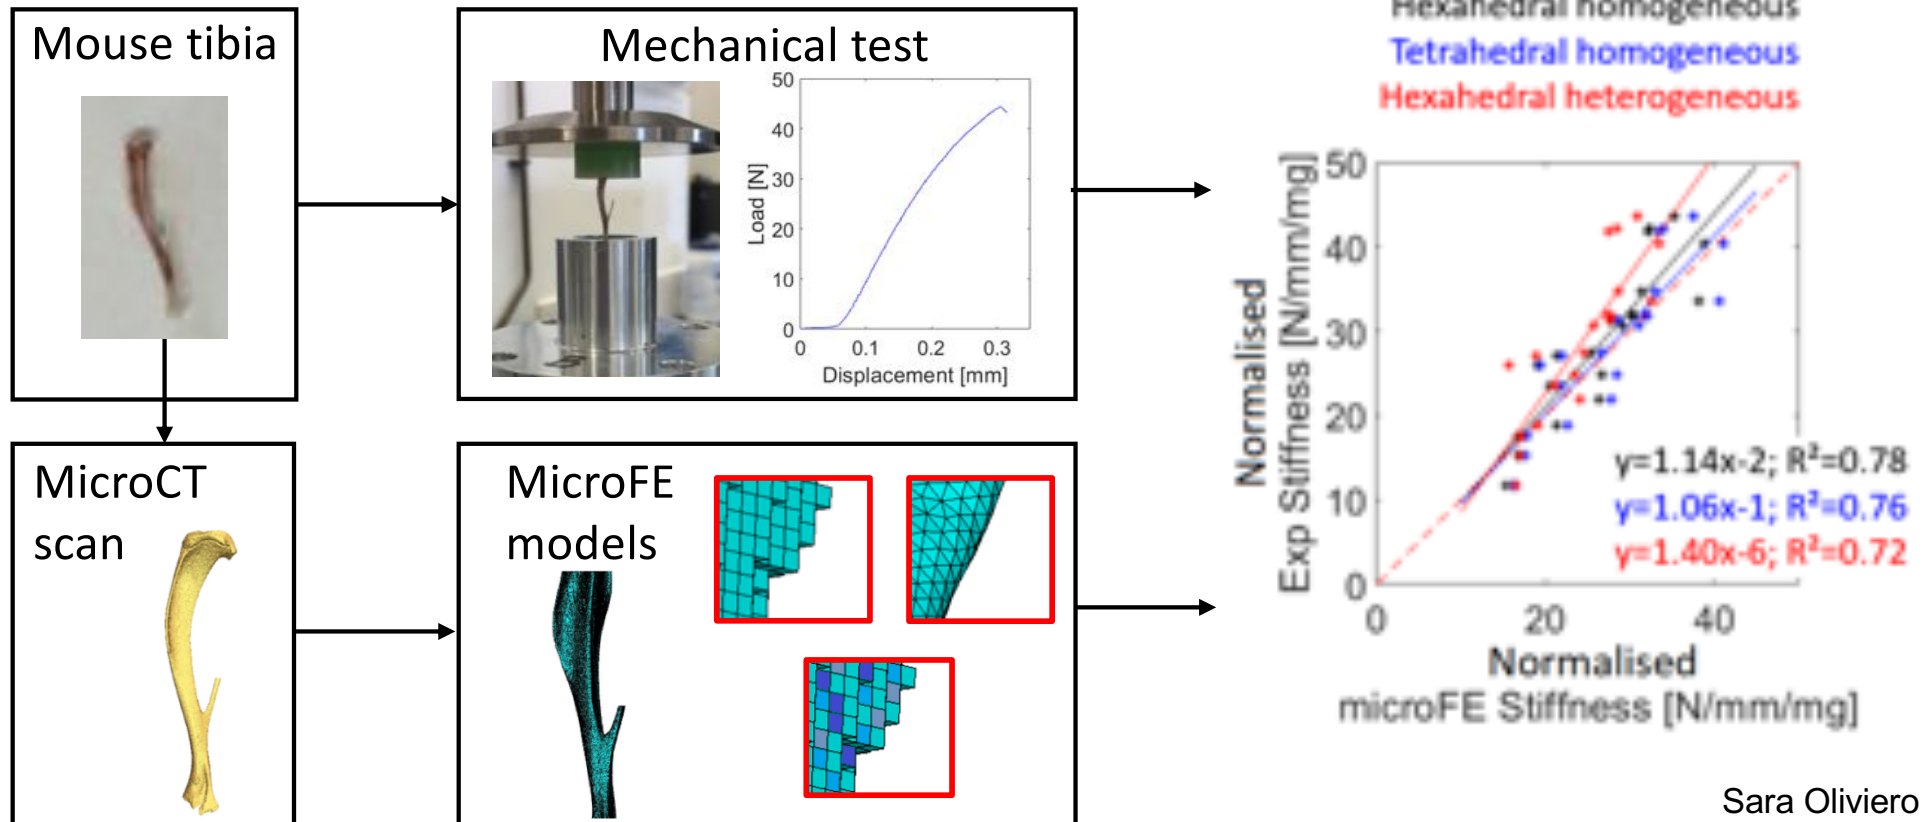 Mouse tibia
Mechanical test
50
40
30
20
10
0
Load [N]
0 0.1 0.2 0.3
Displacement [mm]
MicroCT
scan
MicroFE
models
Hexahedral homogeneous
Tetrahedral homogeneous
Hexahedral heterogeneous
Normalised
Exp Stiffness [N/mm/mg]
50
40
30
20
10
0
y=1.14x-2; R²=0.78
y=1.06x-1; R²=0.76
y=1.40x-6; R²=0.72
0 20 40
Normalised
microFE Stiffness [N/mm/mg]
Sara Oliviero